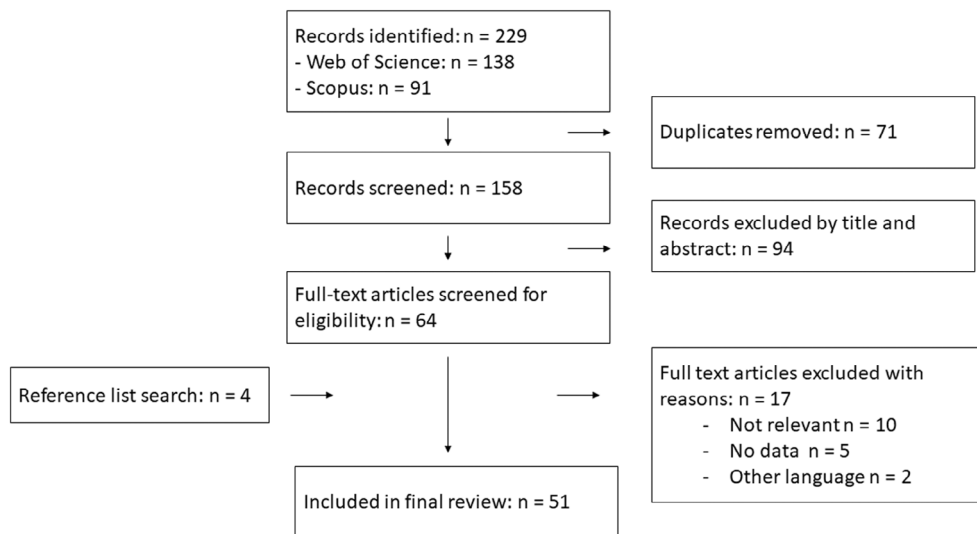 Records identified: n = 229
- Web of Science: n = 138
- Scopus: n = 91
Duplicates removed: n = 71
Records screened: n = 158
Records excluded by title and
abstract: n = 94
Full-text articles screened for
eligibility: n = 64
Reference list search: n = 4
Full text articles excluded with
reasons: n = 17
- Not relevant n = 10
- No data n = 5
- Other language n = 2
Included in final review: n = 51